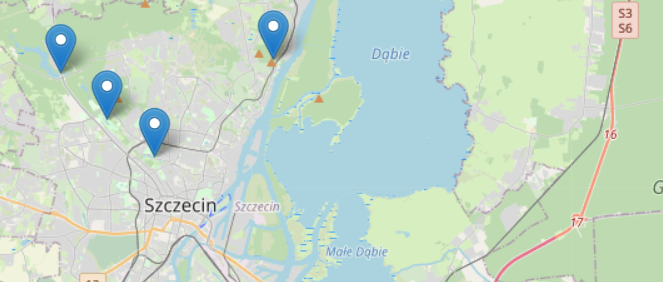 S3
S6
Dąbie
16
Szczecin
Szczecin
17
Małe Dąbie